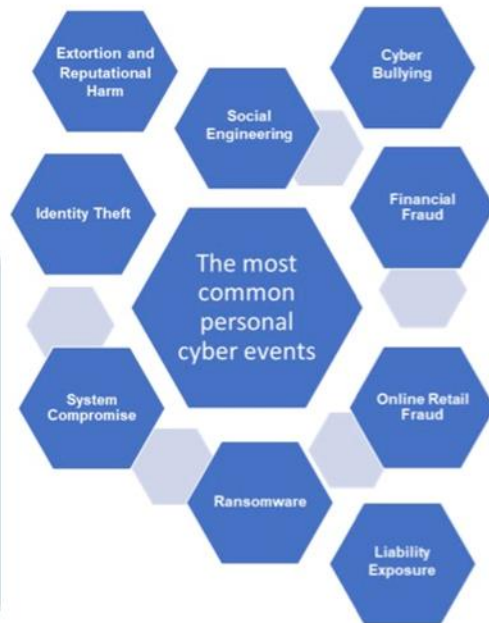 Extortion and
Reputational
Harm
Cyber
Bullying
Social
Engineering
Identity Theft
Financial
Fraud
The most
common
personal
cyber events
System
Compromise
Online Retail
Fraud
Ransomware
Liability
Exposure